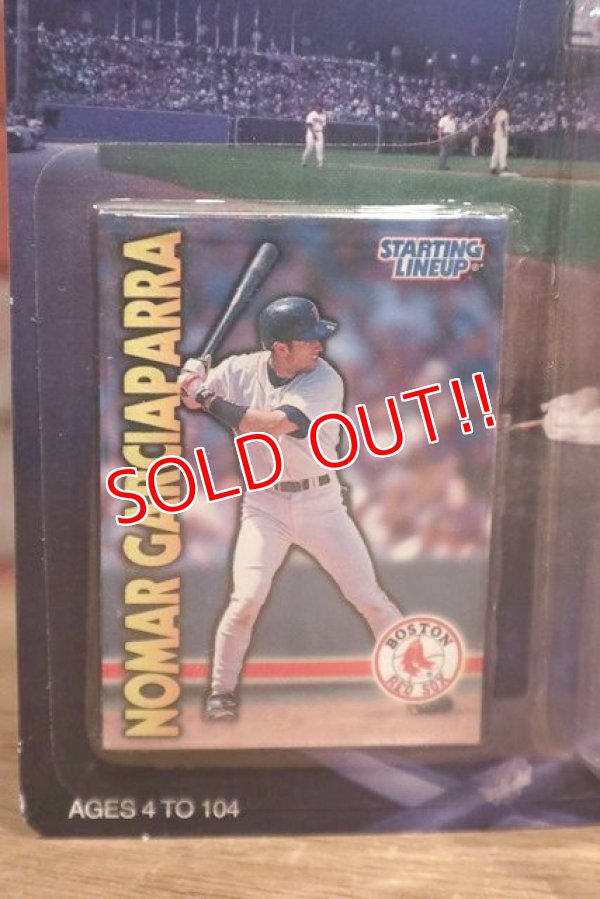 STARTING
LINEUP
NOMAR GARCIAPARRA
SOLD OUT!!
BOSTON
RED SOX
AGES 4 TO 104